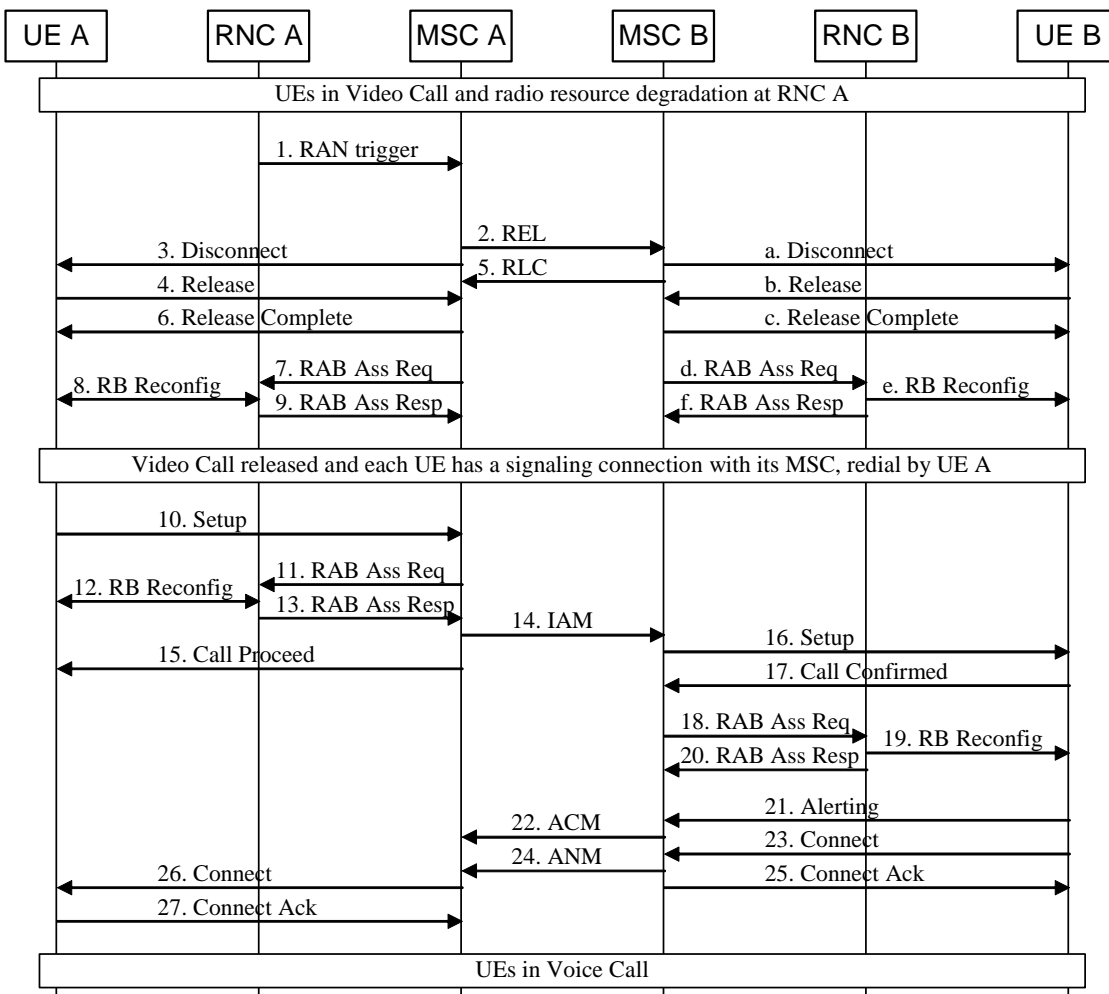 UE A
RNC A
MSC A
MSC B
RNC B
UE B
UEs in Video Call and radio resource degradation at RNC A
1. RAN trigger
2. REL
3. Disconnect
a. Disconnect
5. RLC
4. Release
b. Release
6. Release Complete
c. Release Complete
7. RAB Ass Req
d. RAB Ass Req
8. RB Reconfig
e. RB Reconfig
9. RAB Ass Resp
f. RAB Ass Resp
Video Call released and each UE has a signaling connection with its MSC, redial by UE A
10. Setup
11. RAB Ass Req
12. RB Reconfig
13. RAB Ass Resp
14. IAM
16. Setup
15. Call Proceed
17. Call Confirmed
18. RAB Ass Req
19. RB Reconfig
20. RAB Ass Resp
21. Alerting
22. ACM
23. Connect
24. ANM
26. Connect
25. Connect Ack
27. Connect Ack
UEs in Voice Call